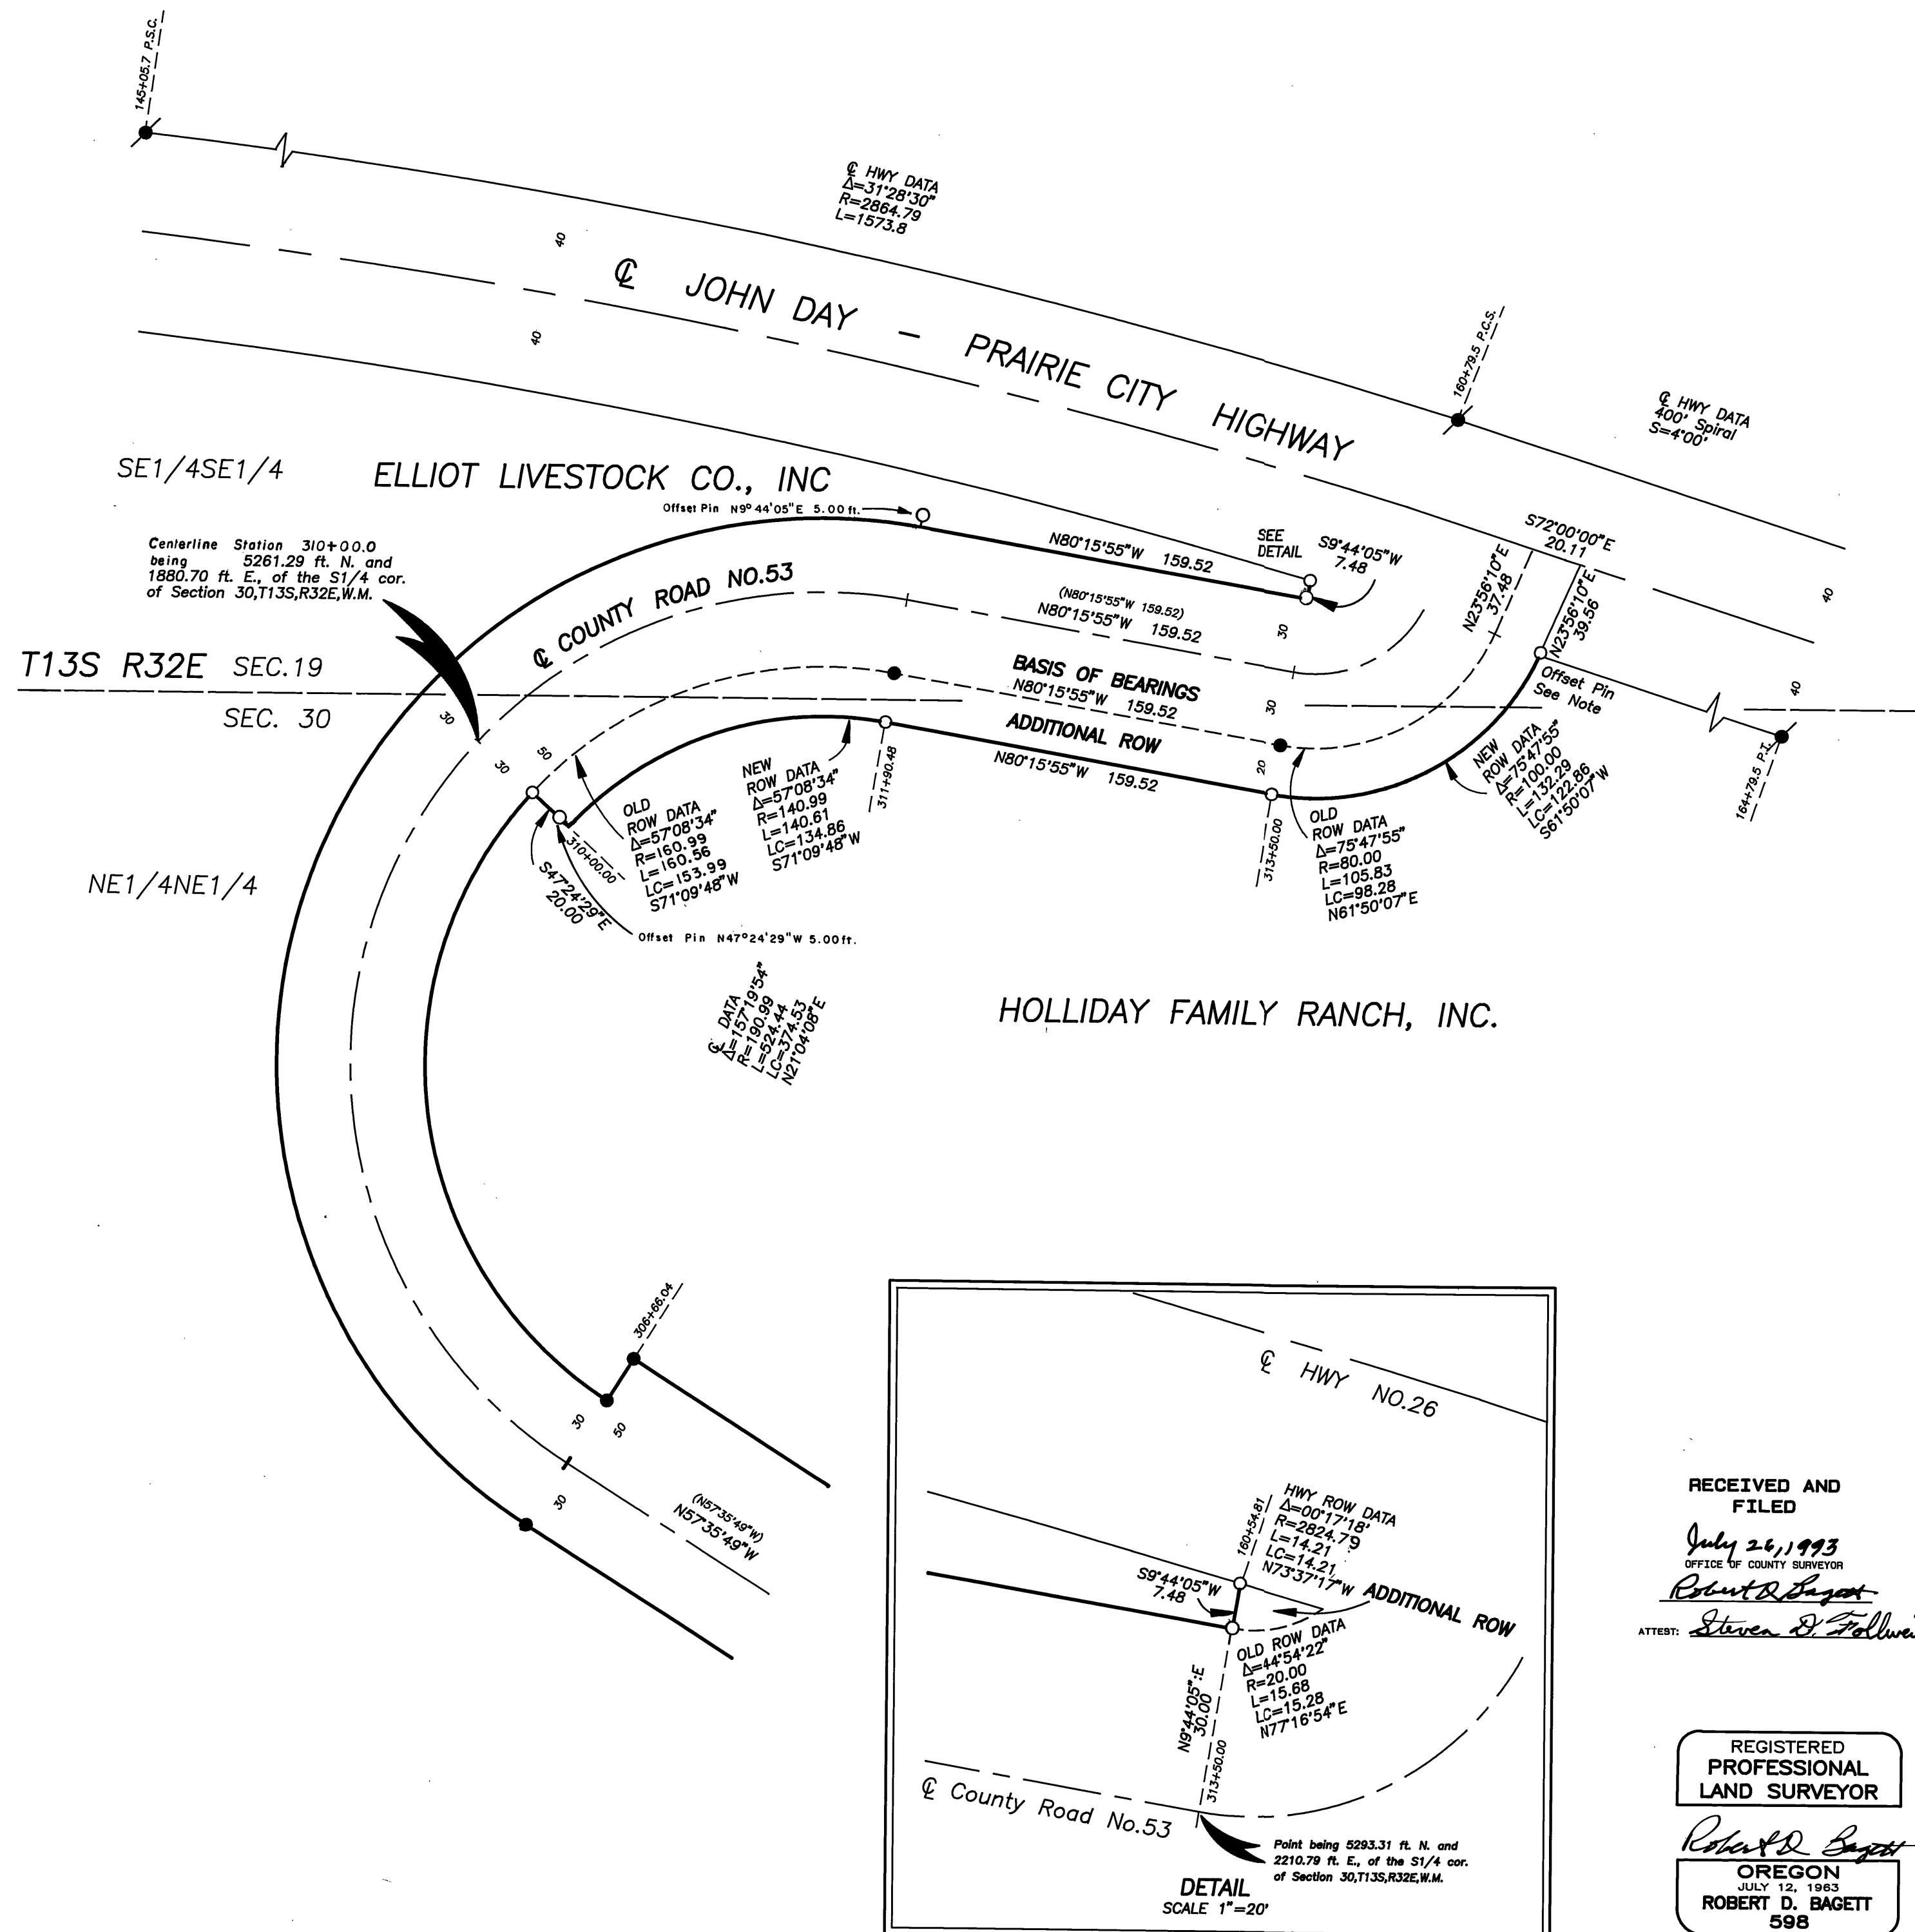 145+05.7 P.S.C.
℄ HWY DATA
Δ=31°28'30"
R=2864.79
L=1573.8
40
40
℄ JOHN DAY – PRAIRIE CITY HIGHWAY
160+79.5 P.C.S.
℄ HWY DATA
400' Spiral
S=4°00'
40
SE1/4SE1/4
ELLIOT LIVESTOCK CO., INC
Offset Pin N9°44'05"E 5.00 ft.
Centerline Station 310+00.0
being 5261.29 ft. N. and
1880.70 ft. E., of the S1/4 cor.
of Section 30,T13S,R32E,W.M.
℄ COUNTY ROAD NO.53
N80°15'55"W 159.52
SEE
DETAIL
S9°44'05"W
7.48
(N80°15'55"W 159.52)
N80°15'55"W 159.52
30
S72°00'00"E
20.11
N23°56'10"E
37.48
N23°56'10"E
39.56
Offset Pin
See Note
40
164+79.5 P.T.
T13S R32E SEC.19
SEC. 30
BASIS OF BEARINGS
N80°15'55"W 159.52
30
ADDITIONAL ROW
N80°15'55"W 159.52
20
30
30
50
NEW
ROW DATA
Δ=75°47'55"
R=100.00
L=132.29
LC=122.86
S61°50'07"W
OLD
ROW DATA
Δ=75°47'55"
R=80.00
L=105.83
LC=98.28
N61°50'07"E
313+50.00
311+90.48
NEW
ROW DATA
Δ=57°08'34"
R=140.99
L=140.61
LC=134.86
S71°09'48"W
OLD
ROW DATA
Δ=57°08'34"
R=160.99
L=160.56
LC=153.99
S71°09'48"W
310+00.00
S47°24'29"E
20.00
Offset Pin N47°24'29"W 5.00ft.
NE1/4NE1/4
℄ DATA
Δ=157°19'54"
R=190.99
L=524.44
LC=374.53
N21°04'08"E
HOLLIDAY FAMILY RANCH, INC.
306+66.04
30
50
30
(N57°35'49"W)
N57°35'49"W
℄ HWY NO.26
160+54.81
HWY ROW DATA
Δ=00°17'18'
R=2824.79
L=14.21
LC=14.21
N73°37'17"W
S9°44'05"W
7.48
ADDITIONAL ROW
OLD ROW DATA
Δ=44°54'22"
R=20.00
L=15.68
LC=15.28
N77°16'54"E
N9°44'05":E
30.00
313+50.00
℄ County Road No.53
Point being 5293.31 ft. N. and
2210.79 ft. E., of the S1/4 cor.
of Section 30,T13S,R32E,W.M.
DETAIL
SCALE 1"=20'
RECEIVED AND
FILED
July 26, 1993
OFFICE OF COUNTY SURVEYOR
Robert D Bagett
ATTEST: Steven D.
REGISTERED
PROFESSIONAL
LAND SURVEYOR
Robert D Bagett
OREGON
JULY 12, 1963
ROBERT D. BAGETT
598